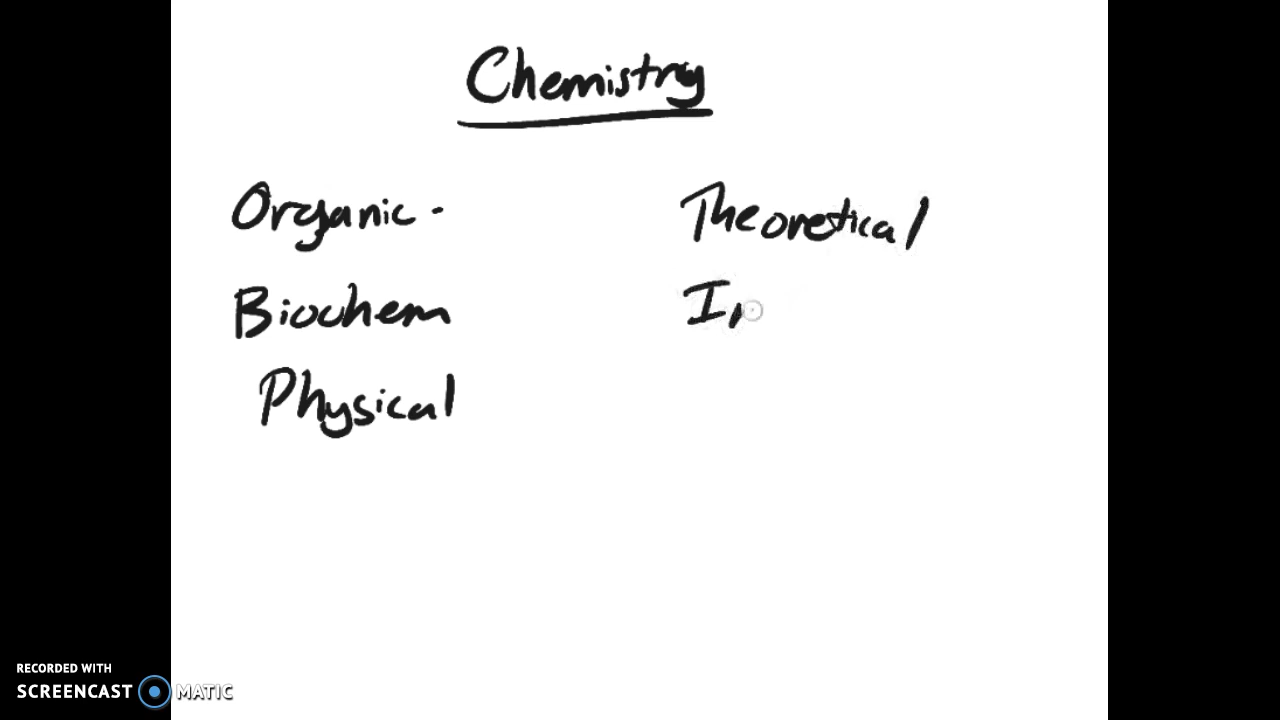 Chemistry
Organic -
Biochem
Physical
Theoretical
RECORDED WITH
SCREENCAST MATIC